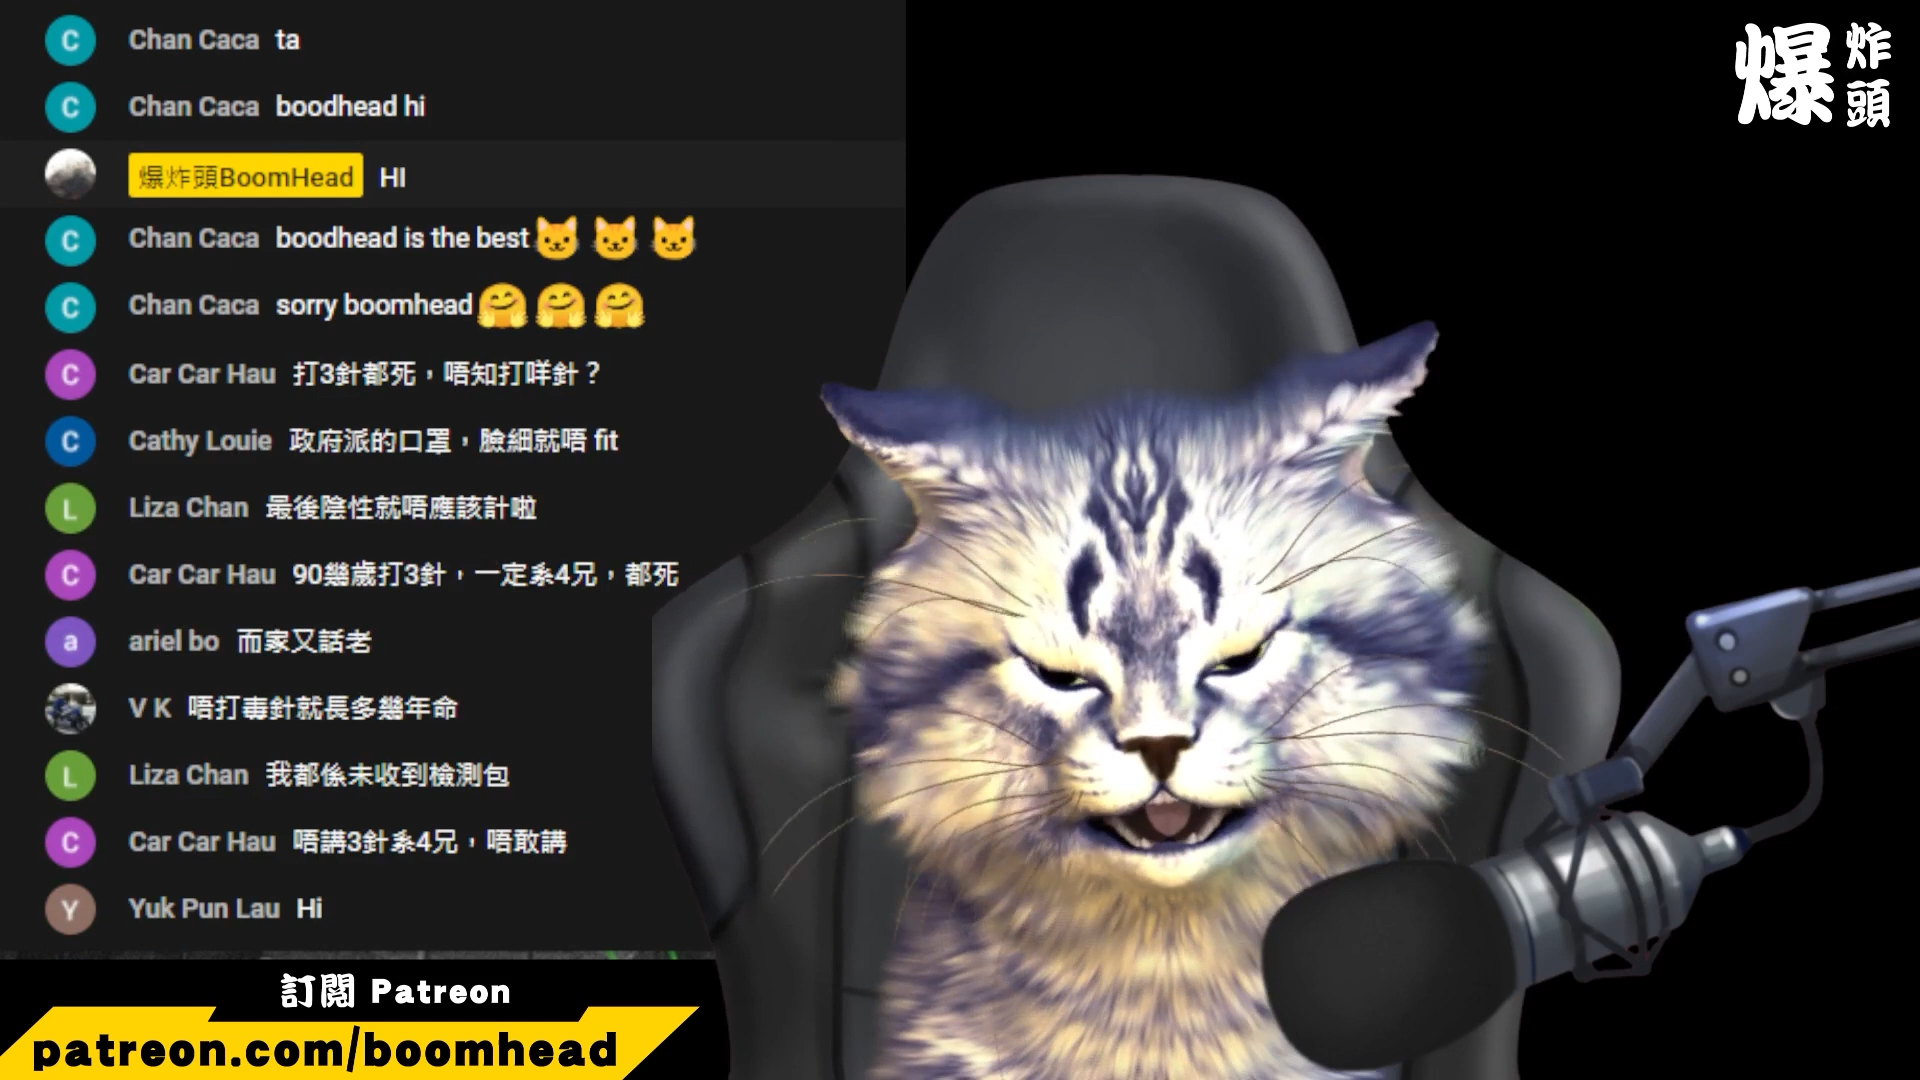 C Chan Caca ta
C Chan Caca boodhead hi
爆炸頭BoomHead HI
C Chan Caca boodhead is the best
C Chan Caca sorry boomhead
C Car Car Hau 打3針都死，唔知打咩針？
C Cathy Louie 政府派的口罩，臉細就唔 fit
L Liza Chan 最後陰性就唔應該計啦
C Car Car Hau 90幾歲打3針，一定系4兄，都死
a ariel bo 而家又話老
V K 唔打毒針就長多幾年命
L Liza Chan 我都係未收到檢測包
C Car Car Hau 唔講3針系4兄，唔敢講
Y Yuk Pun Lau Hi
訂閱 Patreon
patreon.com/boomhead
爆炸頭